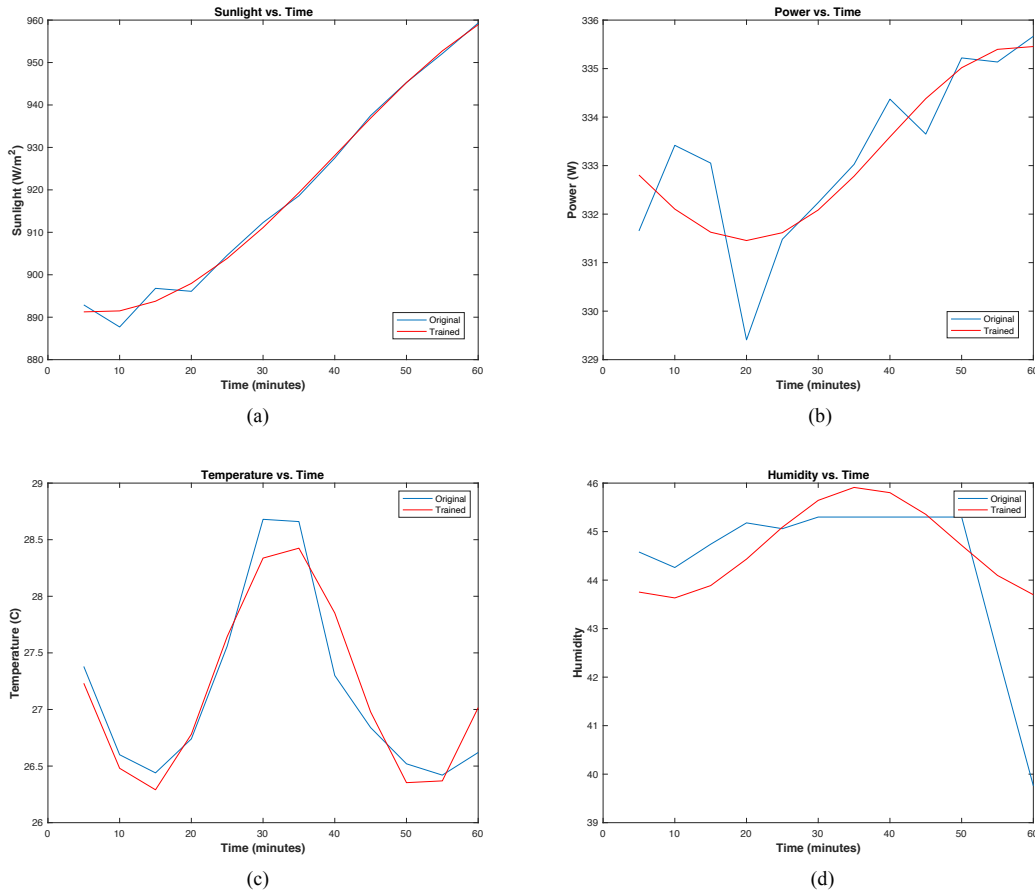 Sunlight vs. Time
960
950
940
930
920
910
900
890
880
Sunlight (W/m²)
0 10 20 30 40 50 60
Time (minutes)
Original
Trained
(a)
Power vs. Time
336
335
334
333
332
331
330
329
Power (W)
0 10 20 30 40 50 60
Time (minutes)
Original
Trained
(b)
Temperature vs. Time
29
28.5
28
27.5
27
26.5
26
Temperature (C)
0 10 20 30 40 50 60
Time (minutes)
Original
Trained
(c)
Humidity vs. Time
46
45
44
43
42
41
40
39
Humidity
0 10 20 30 40 50 60
Time (minutes)
Original
Trained
(d)